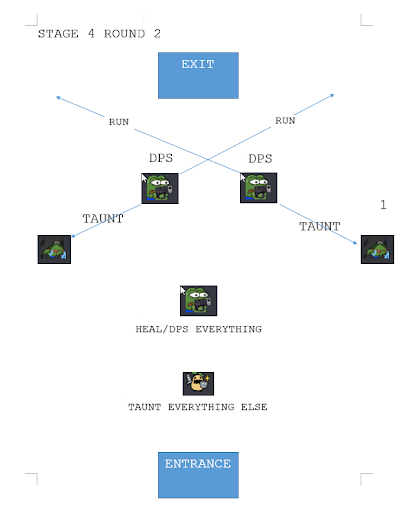 STAGE 4 ROUND 2
EXIT
RUN
RUN
DPS
DPS
1
TAUNT
TAUNT
HEAL/DPS EVERYTHING
TAUNT EVERYTHING ELSE
ENTRANCE